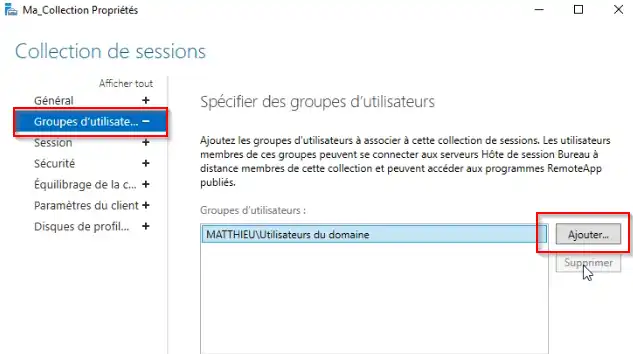 Ma_Collection Propriétés
Collection de sessions
Afficher tout
Général +
Groupes d'utilisate... −
Session +
Sécurité +
Équilibrage de la c... +
Paramètres du client +
Disques de profil... +
Spécifier des groupes d'utilisateurs
Ajoutez les groupes d'utilisateurs à associer à cette collection de sessions. Les utilisateurs
membres de ces groupes peuvent se connecter aux serveurs Hôte de session Bureau à
distance membres de cette collection et peuvent accéder aux programmes RemoteApp
publiés.
Groupes d'utilisateurs :
MATTHIEU\Utilisateurs du domaine
Ajouter...
Supprimer